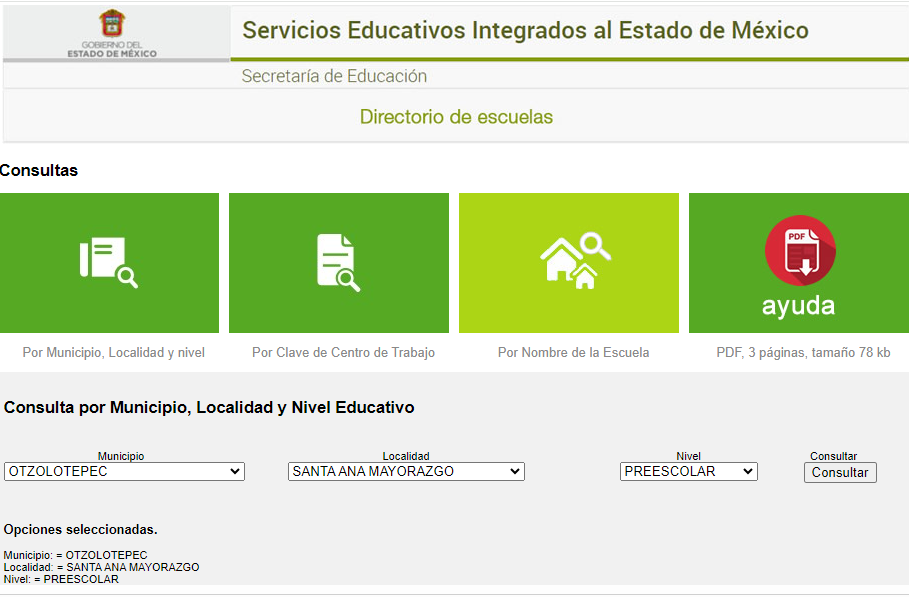 GOBIERNO DEL
ESTADO DE MÉXICO
Servicios Educativos Integrados al Estado de México
Secretaría de Educación
Directorio de escuelas
Consultas
PDF
ayuda
Por Municipio, Localidad y nivel
Por Clave de Centro de Trabajo
Por Nombre de la Escuela
PDF, 3 páginas, tamaño 78 kb
Consulta por Municipio, Localidad y Nivel Educativo
Municipio Localidad Nivel Consultar
OTZOLOTEPEC SANTA ANA MAYORAZGO PREESCOLAR Consultar
Opciones seleccionadas.
Municipio: = OTZOLOTEPEC
Localidad: = SANTA ANA MAYORAZGO
Nivel: = PREESCOLAR